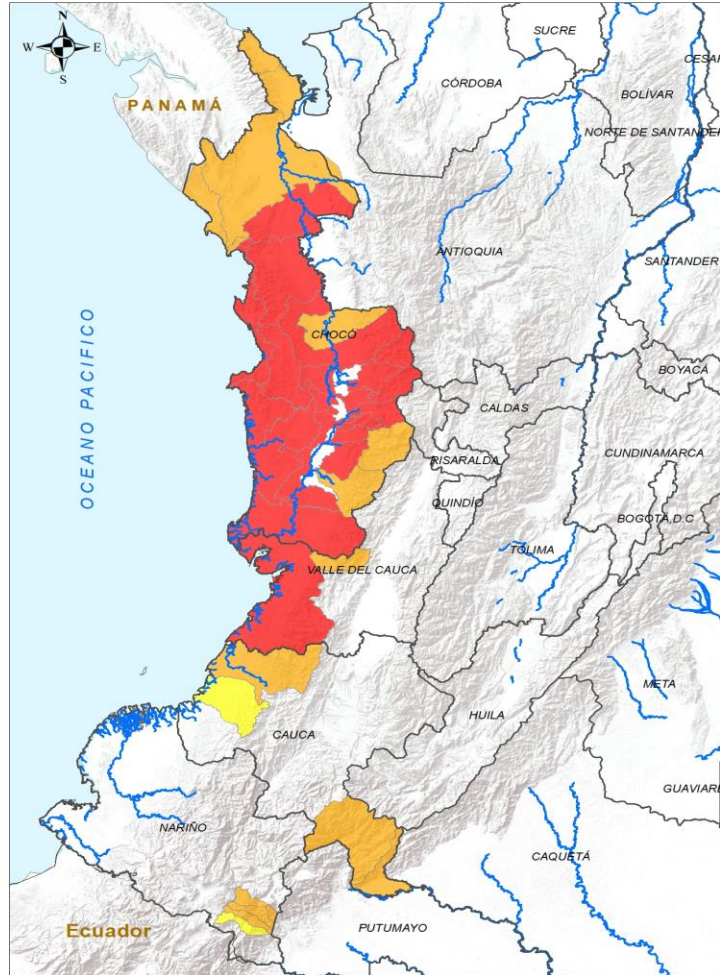 N
W E
S
SUCRE
CESAR
CÓRDOBA
BOLÍVAR
PANAMÁ
NORTE DE SANTANDER
ANTIOQUIA
SANTANDER
OCEANO PACIFICO
CHOCÓ
BOYACÁ
CALDAS
CUNDINAMARCA
RISARALDA
QUINDÍO
BOGOTÁ, D.C
TOLIMA
VALLE DEL CAUCA
META
HUILA
CAUCA
GUAVIARE
NARIÑO
CAQUETÁ
Ecuador
PUTUMAYO